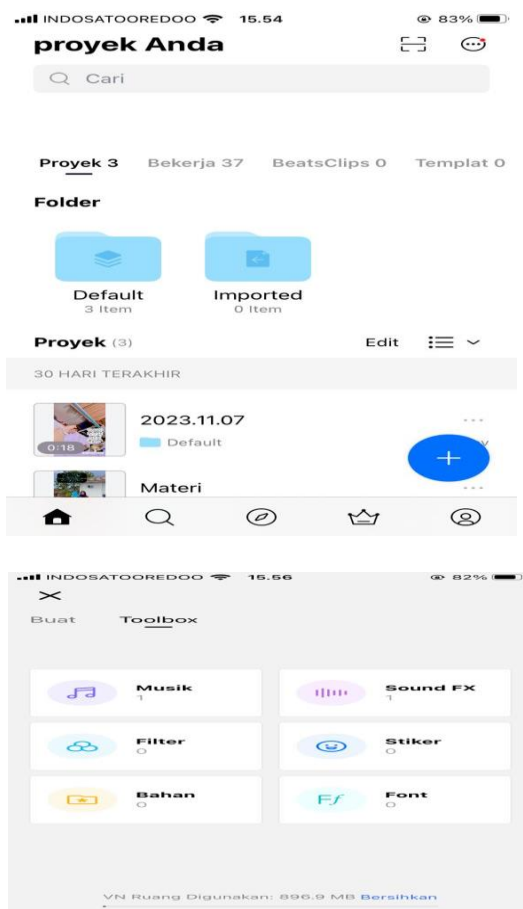 INDOSATOOREDOO 15.54 83%
proyek Anda
Cari
Proyek 3 Bekerja 37 BeatsClips 0 Templat 0
Folder
Default Imported
3 Item 0 Item
Proyek (3) Edit
30 HARI TERAKHIR
2023.11.07
0:18 Default
Materi
INDOSATOOREDOO 15.56 82%
Buat Toolbox
Musik Sound FX
1 1
Filter Stiker
0 0
Bahan Font
0 0
VN Ruang Digunakan: 896.9 MB Bersihkan